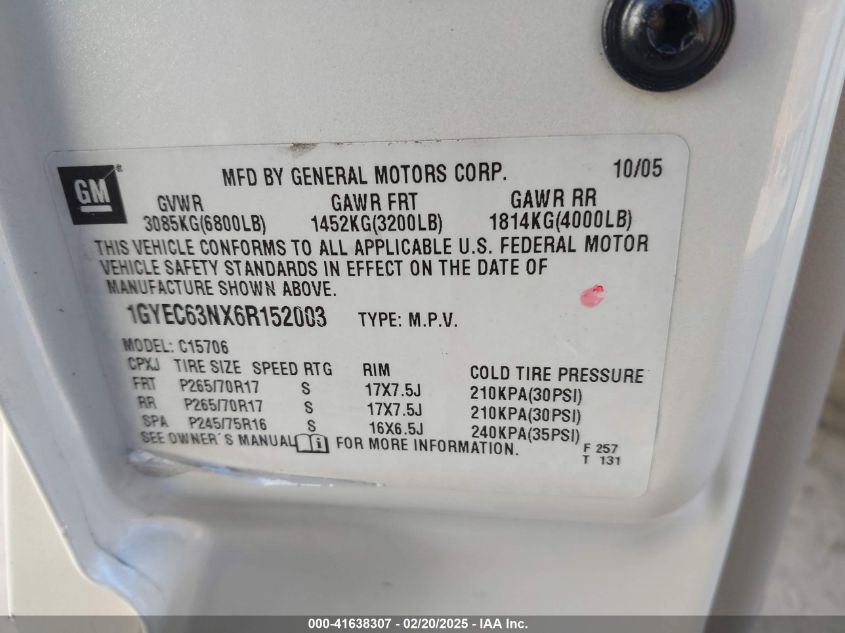 GM
MFD BY GENERAL MOTORS CORP. 10/05
GVWR GAWR FRT GAWR RR
3085KG(6800LB) 1452KG(3200LB) 1814KG(4000LB)
THIS VEHICLE CONFORMS TO ALL APPLICABLE U.S. FEDERAL MOTOR
VEHICLE SAFETY STANDARDS IN EFFECT ON THE DATE OF
MANUFACTURE SHOWN ABOVE.
1GYEC63NX6R152003 TYPE: M.P.V.
MODEL: C15706
CPXJ TIRE SIZE SPEED RTG RIM COLD TIRE PRESSURE
FRT P265/70R17 S 17X7.5J 210KPA(30PSI)
RR P265/70R17 S 17X7.5J 210KPA(30PSI)
SPA P245/75R16 S 16X6.5J 240KPA(35PSI)
SEE OWNER'S MANUAL i FOR MORE INFORMATION.
F 257
T 131
000-41638307 - 02/20/2025 - IAA Inc.